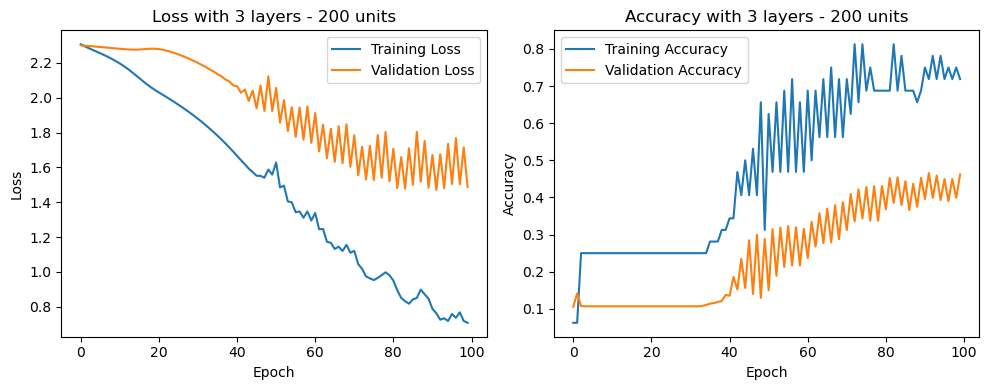 Loss with 3 layers - 200 units
Training Loss
Validation Loss
2.2
2.0
1.8
1.6
1.4
1.2
1.0
0.8
Loss
0
20
40
60
80
100
Epoch
Accuracy with 3 layers - 200 units
Training Accuracy
Validation Accuracy
0.8
0.7
0.6
0.5
0.4
0.3
0.2
0.1
Accuracy
0
20
40
60
80
100
Epoch